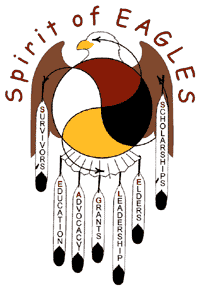 Spirit of EAGLES
SURVIVORS
EDUCATION
ADVOCACY
GRANTS
LEADERSHIP
ELDERS
SCHOLARSHIPS